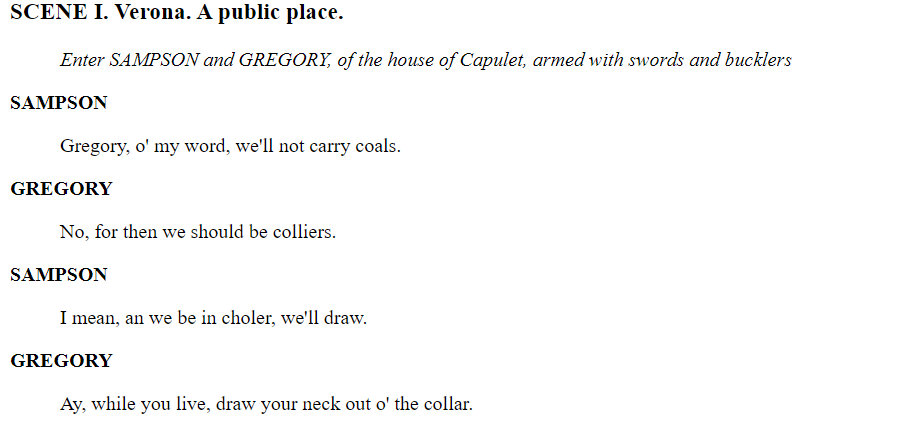 SCENE I. Verona. A public place.
Enter SAMPSON and GREGORY, of the house of Capulet, armed with swords and bucklers
SAMPSON
Gregory, o' my word, we'll not carry coals.
GREGORY
No, for then we should be colliers.
SAMPSON
I mean, an we be in choler, we'll draw.
GREGORY
Ay, while you live, draw your neck out o' the collar.